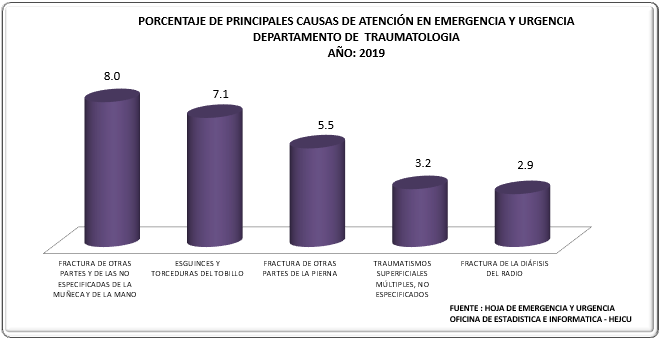 PORCENTAJE DE PRINCIPALES CAUSAS DE ATENCIÓN EN EMERGENCIA Y URGENCIA
DEPARTAMENTO DE TRAUMATOLOGIA
AÑO: 2019
8.0
7.1
5.5
3.2
2.9
FRACTURA DE OTRAS
PARTES Y DE LAS NO
ESPECIFICADAS DE LA
MUÑECA Y DE LA MANO
ESGUINCES Y
TORCEDURAS DEL TOBILLO
FRACTURA DE OTRAS
PARTES DE LA PIERNA
TRAUMATISMOS
SUPERFICIALES
MÚLTIPLES, NO
ESPECIFICADOS
FRACTURA DE LA DIÁFISIS
DEL RADIO
FUENTE : HOJA DE EMERGENCIA Y URGENCIA
OFICINA DE ESTADISTICA E INFORMATICA - HEJCU